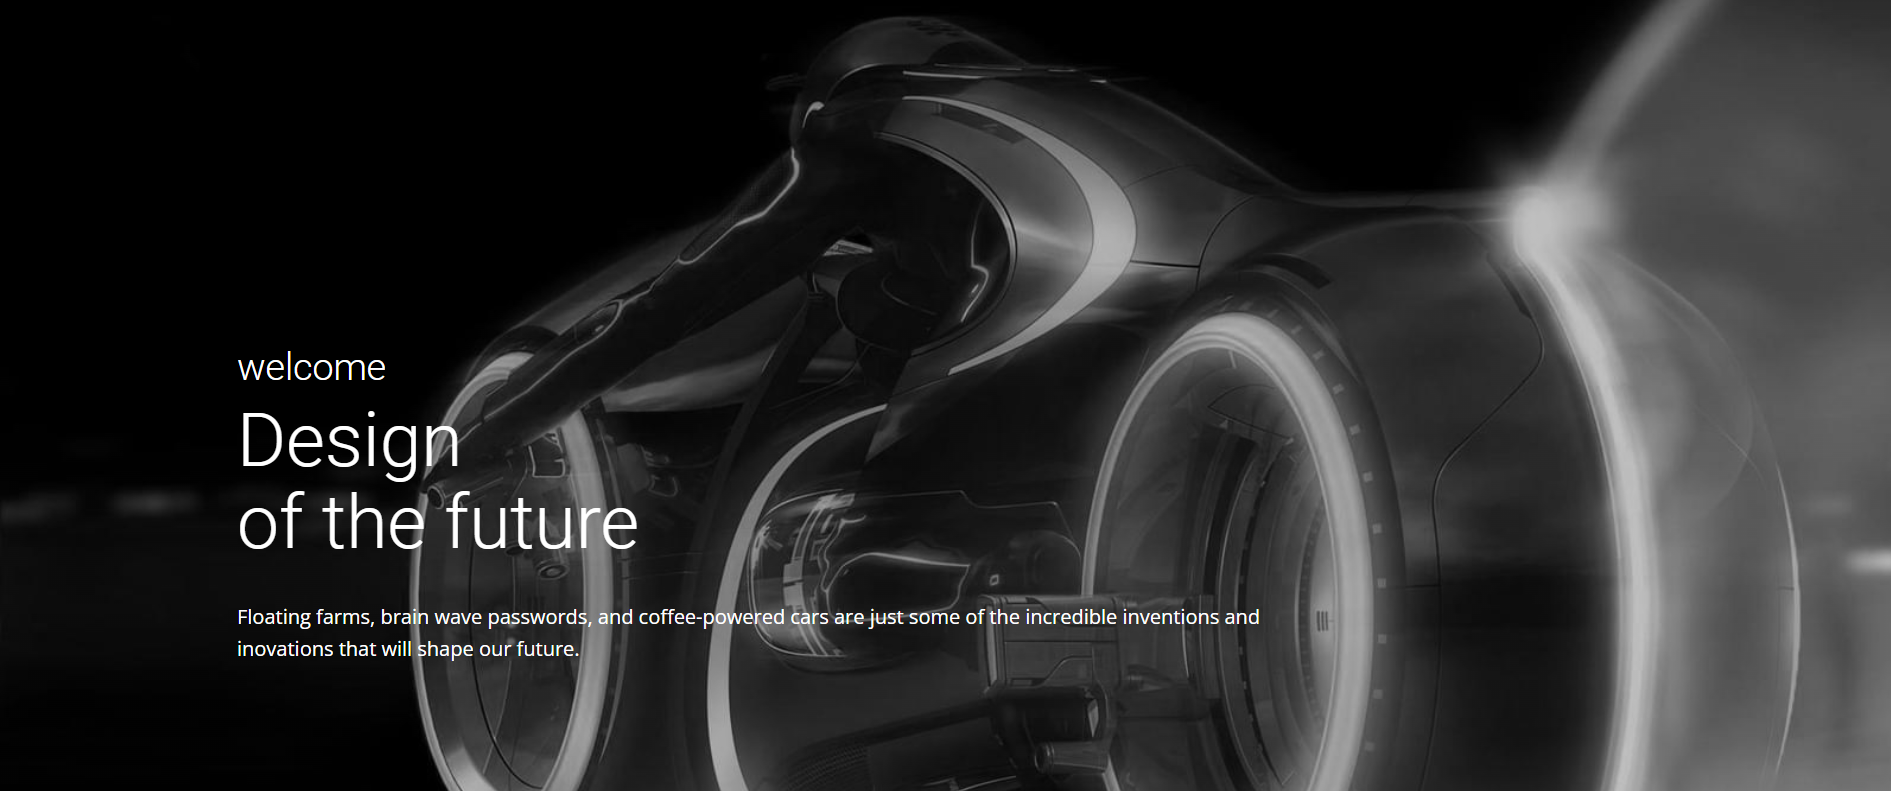 welcome
Design
of the future
Floating farms, brain wave passwords, and coffee-powered cars are just some of the incredible inventions and
inovations that will shape our future.